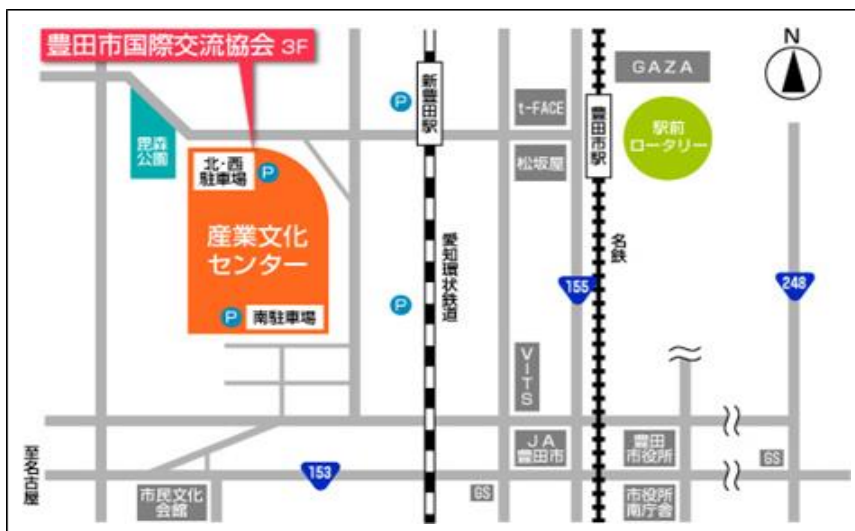 豊田市国際交流協会 3F
N
GAZA
新豊田駅
P
t-FACE
豊田市駅
駅前
ロータリー
毘森
公園
北・西
駐車場
P
松坂屋
産業文化
センター
愛知環状鉄道
名鉄
155
248
P
南駐車場
P
VITS
至名古屋
JA
豊田市
豊田
市役所
GS
153
市民文化
会館
GS
市役所
南庁舎